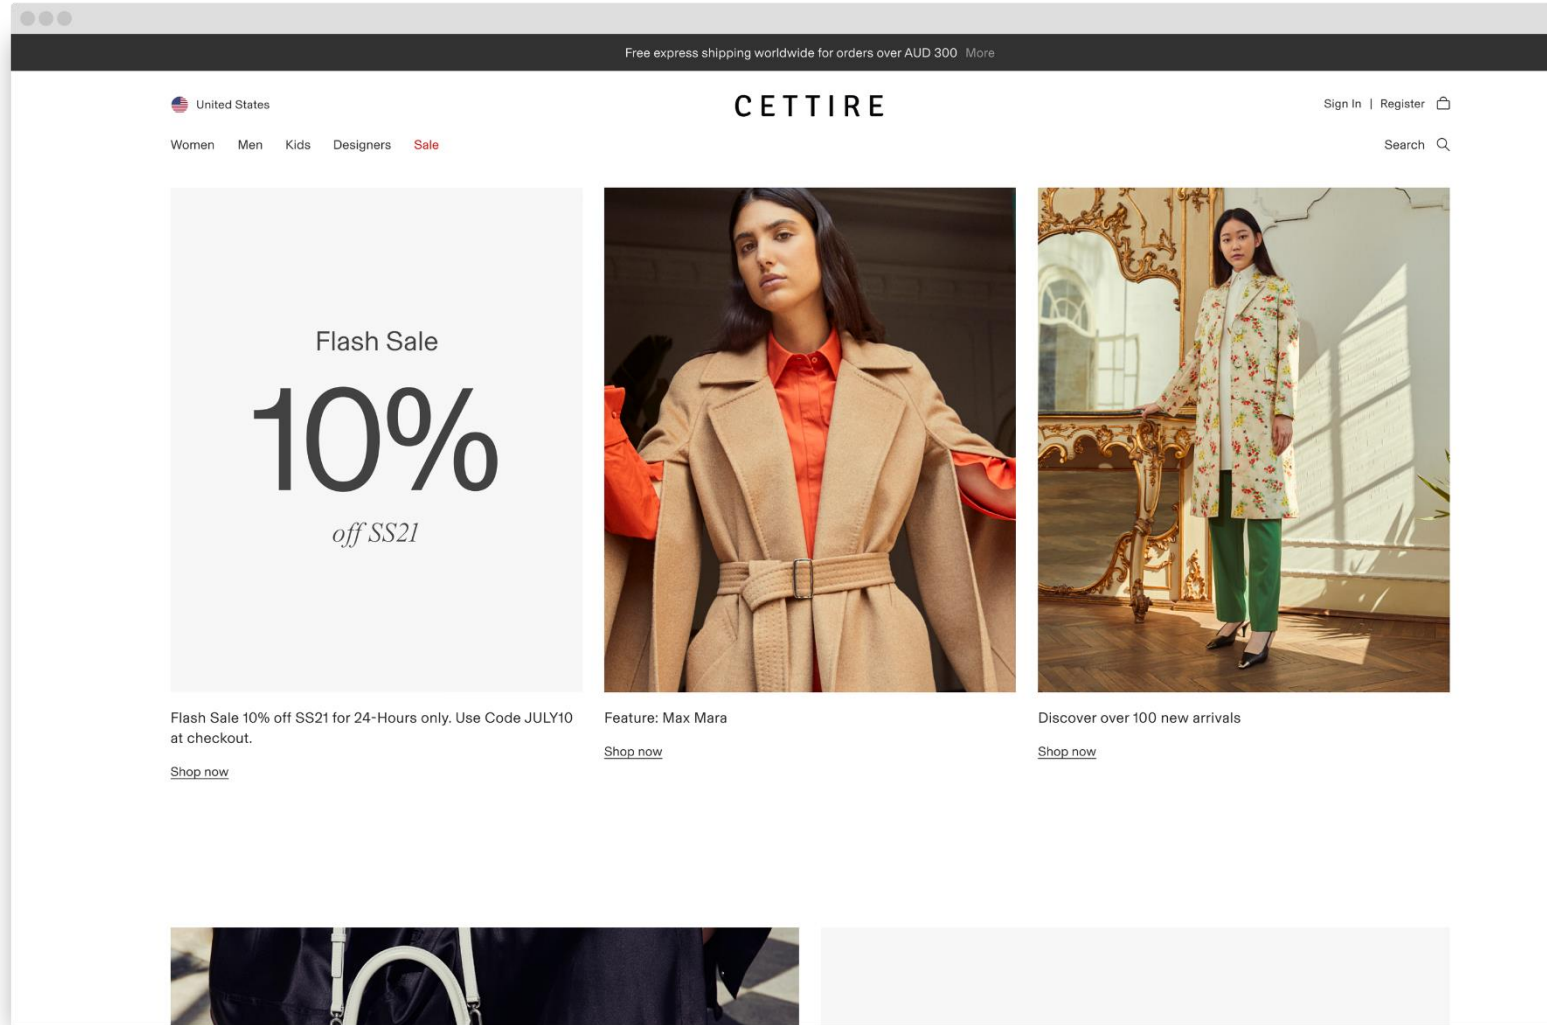 Free express shipping worldwide for orders over AUD 300 More
United States
CETTIRE
Sign In | Register
Women Men Kids Designers Sale
Search
Flash Sale
10%
off SS21
Flash Sale 10% off SS21 for 24-Hours only. Use Code JULY10
at checkout.
Shop now
Feature: Max Mara
Shop now
Discover over 100 new arrivals
Shop now